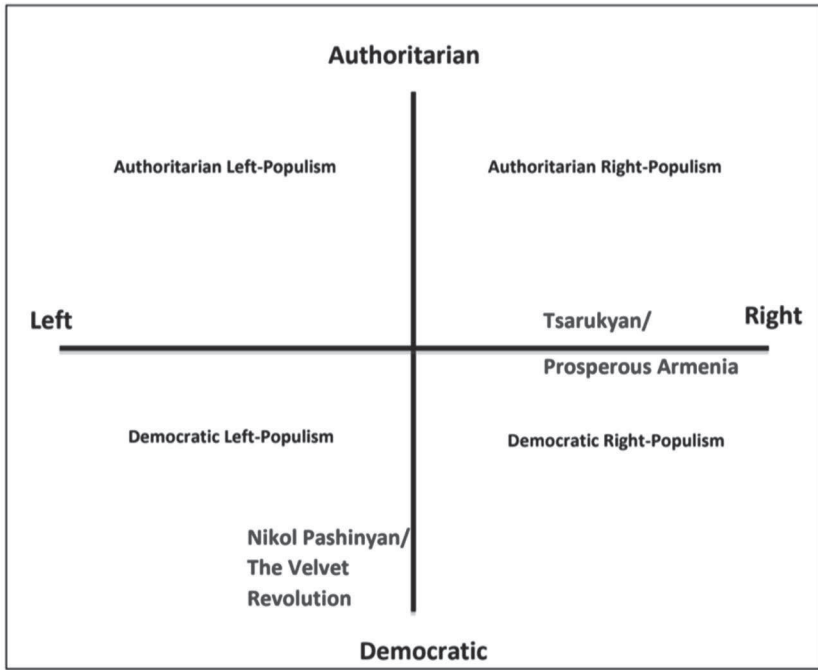 Authoritarian
Authoritarian Left-Populism
Authoritarian Right-Populism
Left
Tsarukyan/
Right
Prosperous Armenia
Democratic Left-Populism
Democratic Right-Populism
Nikol Pashinyan/
The Velvet
Revolution
Democratic